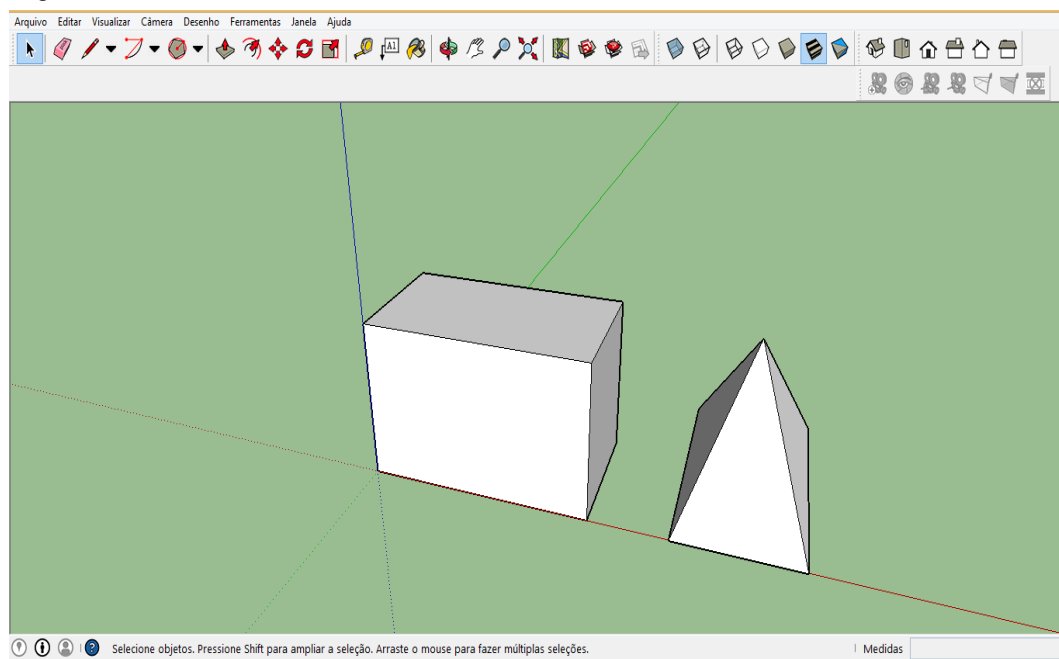 Arquivo Editar Visualizar Câmera Desenho Ferramentas Janela Ajuda
A1
Selecione objetos. Pressione Shift para ampliar a seleção. Arraste o mouse para fazer múltiplas seleções.
Medidas